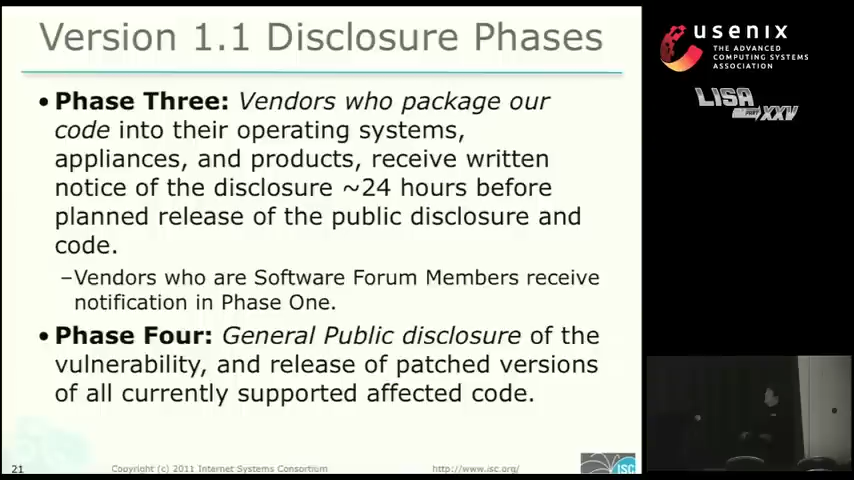 Version 1.1 Disclosure Phases
• Phase Three: Vendors who package our
code into their operating systems,
appliances, and products, receive written
notice of the disclosure ~24 hours before
planned release of the public disclosure and
code.
–Vendors who are Software Forum Members receive
notification in Phase One.
• Phase Four: General Public disclosure of the
vulnerability, and release of patched versions
of all currently supported affected code.
21
Copyright (c) 2011 Internet Systems Consortium
http://www.isc.org/
ISC
usenix
THE ADVANCED
COMPUTING SYSTEMS
ASSOCIATION
LISA
PART XXV